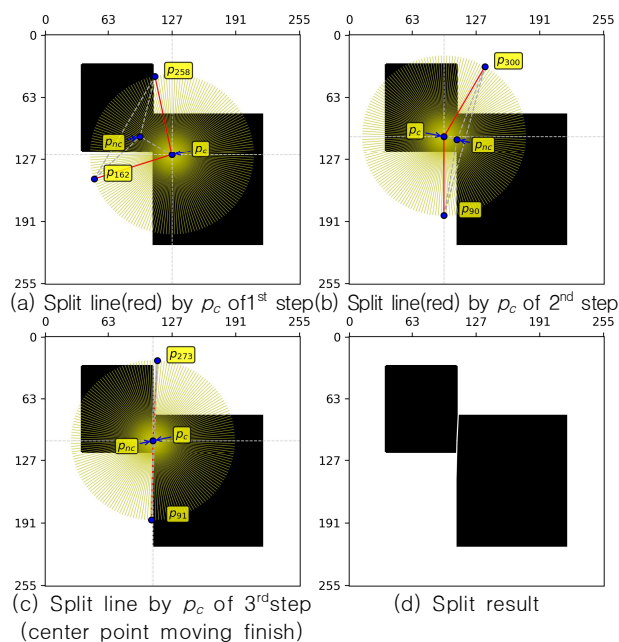 0 63 127 191 255
0 63 127 191 255
0
63
127
191
255
p258
pnc
pc
p162
0
63
127
191
255
p300
pc
pnc
p90
(a) Split line(red) by pc of1st step
(b) Split line(red) by pc of 2nd step
0 63 127 191 255
0 63 127 191 255
0
63
127
191
255
p273
pnc
pc
p91
0
63
127
191
255
(c) Split line by pc of 3rdstep
(center point moving finish)
(d) Split result